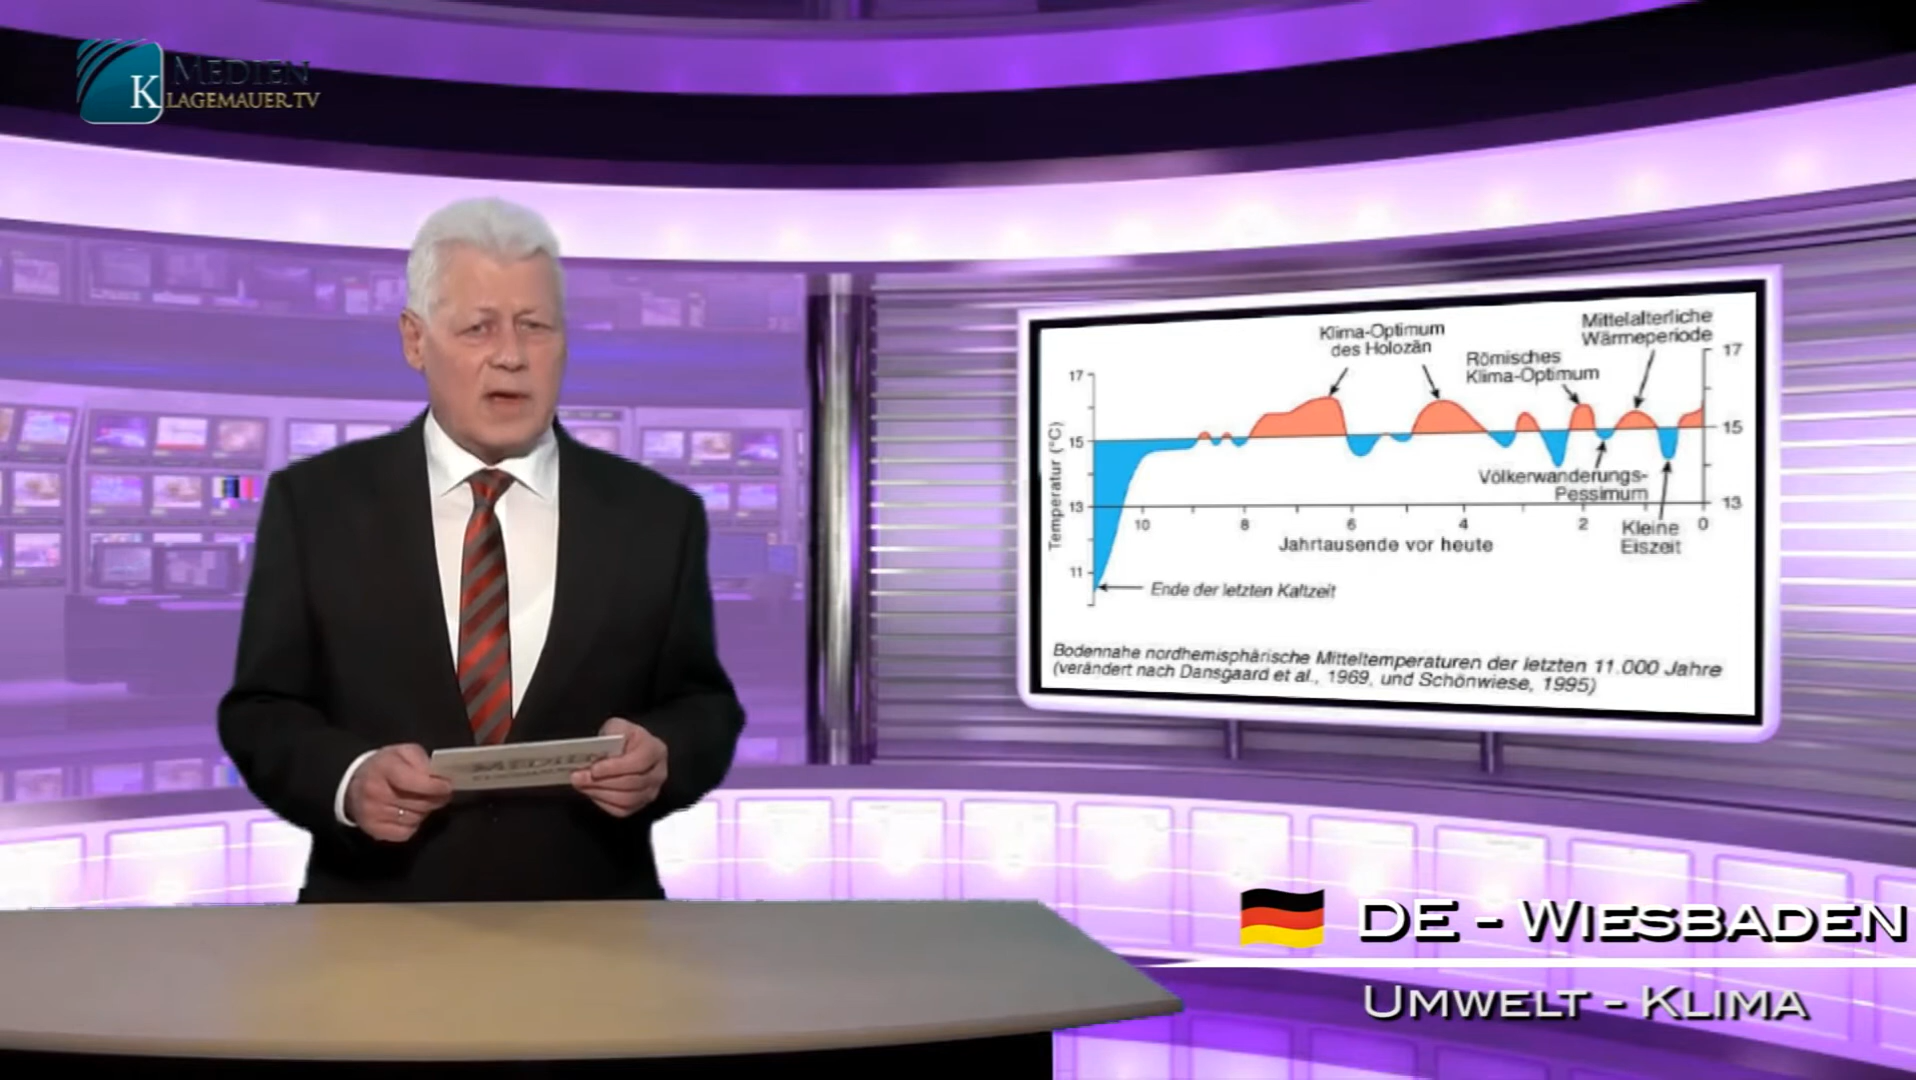 MEDIEN
KLAGEMAUER.TV
Klima-Optimum
des Holozän
Römisches
Klima-Optimum
Mittelalterliche
Wärmeperiode
17
15
13
11
Temperatur (°C)
17
15
13
10 8 6 4 2 0
Jahrtausende vor heute
Völkerwanderungs-
Pessimum
Kleine
Eiszeit
Ende der letzten Kaltzeit
Bodennahe nordhemisphärische Mitteltemperaturen der letzten 11.000 Jahre
(verändert nach Dansgaard et al., 1969, und Schönwiese, 1995)
MEDIEN
DE - WIESBADEN
UMWELT - KLIMA